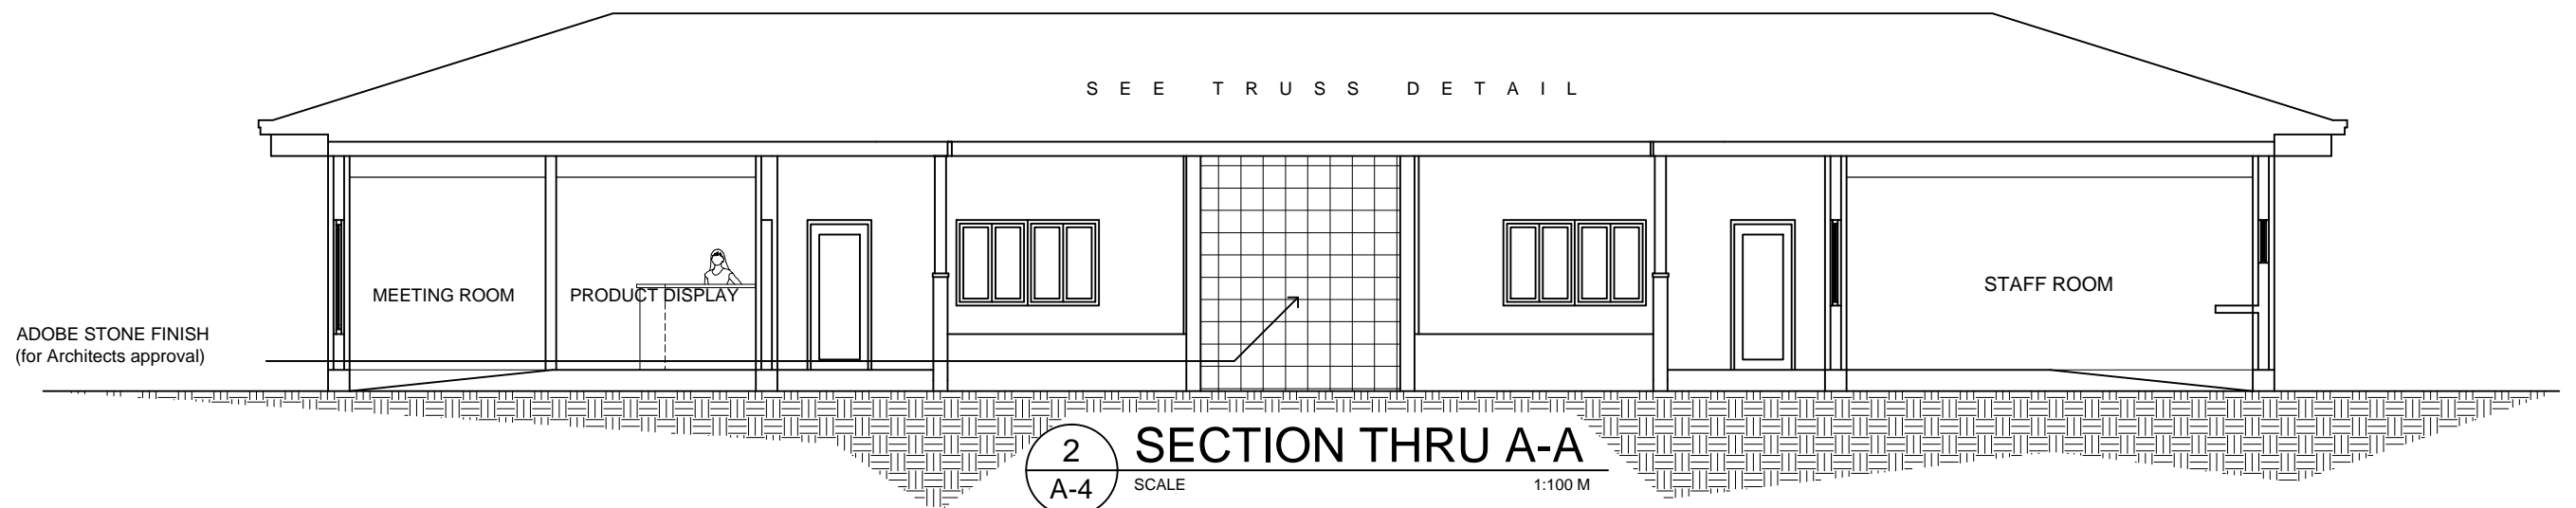 SEE TRUSS DETAIL
MEETING ROOM
PRODUCT DISPLAY
STAFF ROOM
ADOBE STONE FINISH
(for Architects approval)
2
A-4
SECTION THRU A-A
SCALE 1:100 M